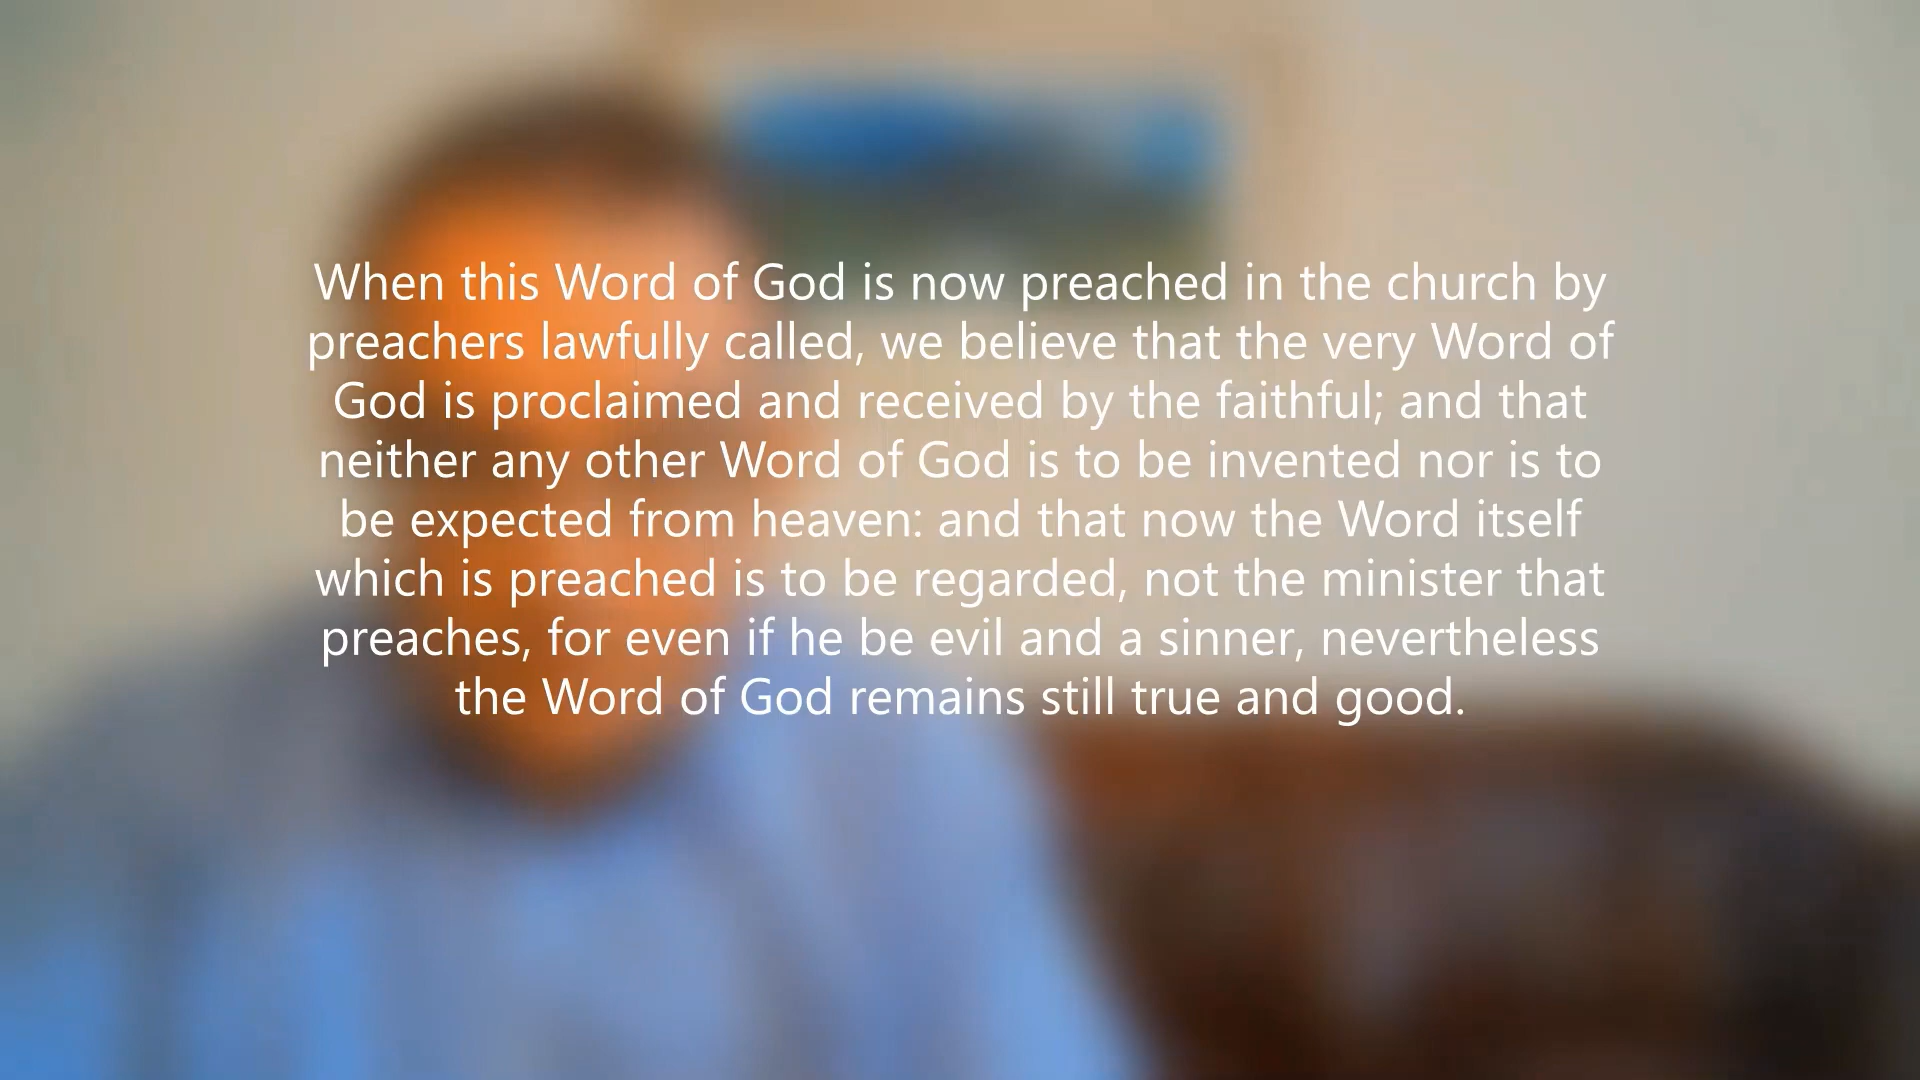 When this Word of God is now preached in the church by
preachers lawfully called, we believe that the very Word of
God is proclaimed and received by the faithful; and that
neither any other Word of God is to be invented nor is to
be expected from heaven: and that now the Word itself
which is preached is to be regarded, not the minister that
preaches, for even if he be evil and a sinner, nevertheless
the Word of God remains still true and good.